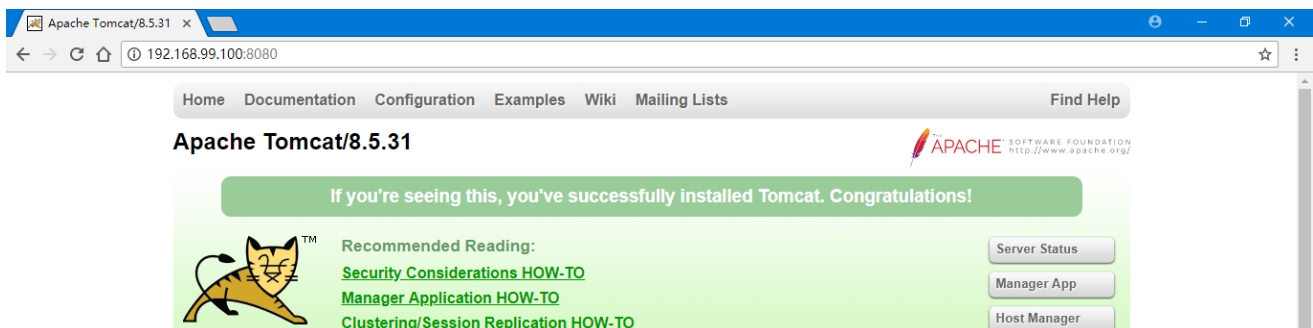 Apache Tomcat/8.5.31
192.168.99.100:8080
Home Documentation Configuration Examples Wiki Mailing Lists Find Help
Apache Tomcat/8.5.31
THE
APACHE SOFTWARE FOUNDATION
http://www.apache.org/
If you're seeing this, you've successfully installed Tomcat. Congratulations!
TM
Recommended Reading:
Security Considerations HOW-TO
Manager Application HOW-TO
Clustering/Session Replication HOW-TO
Server Status
Manager App
Host Manager